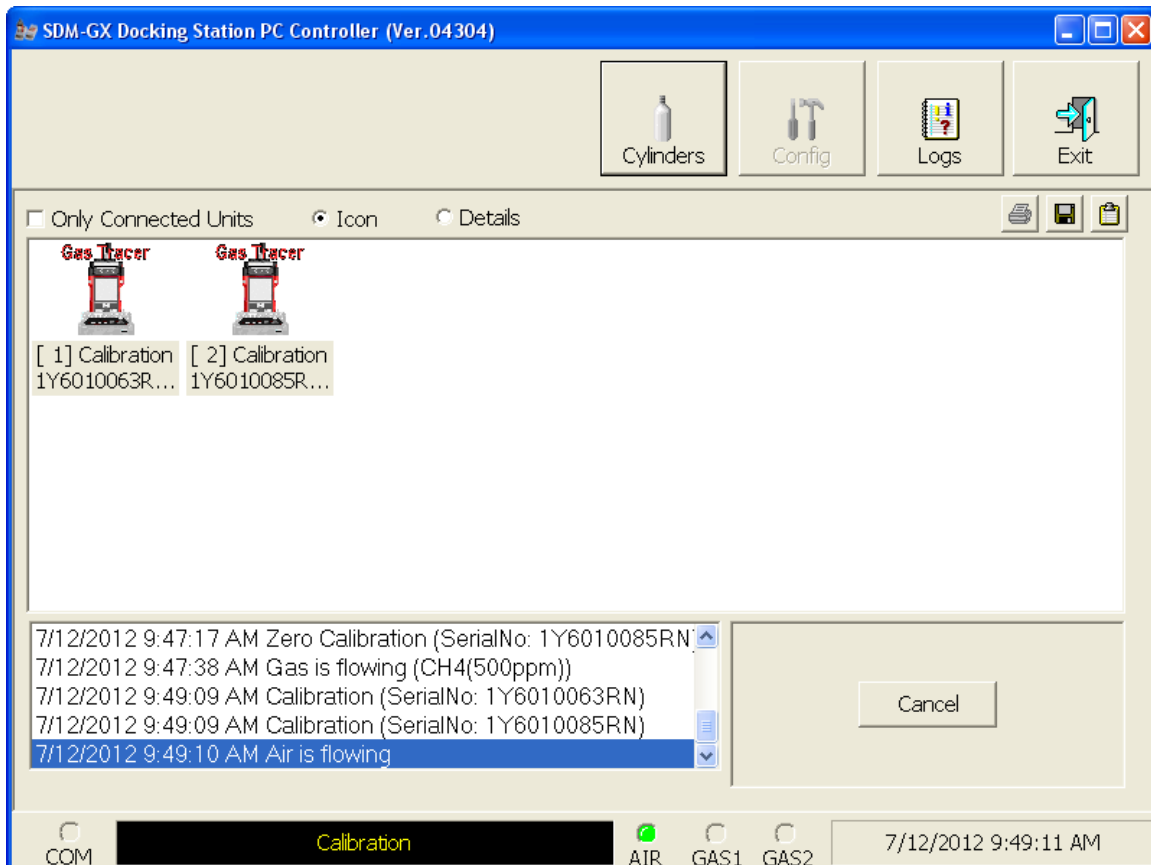 SDM-GX Docking Station PC Controller (Ver.04304)
Cylinders
Config
Logs
Exit
Only Connected Units
Icon
Details
Gas Tracer
Gas Tracer
[ 1] Calibration
1Y6010063R...
[ 2] Calibration
1Y6010085R...
7/12/2012 9:47:17 AM Zero Calibration (SerialNo: 1Y6010085RN)
7/12/2012 9:47:38 AM Gas is flowing (CH4(500ppm))
7/12/2012 9:49:09 AM Calibration (SerialNo: 1Y6010063RN)
7/12/2012 9:49:09 AM Calibration (SerialNo: 1Y6010085RN)
7/12/2012 9:49:10 AM Air is flowing
Cancel
COM
Calibration
AIR
GAS1
GAS2
7/12/2012 9:49:11 AM